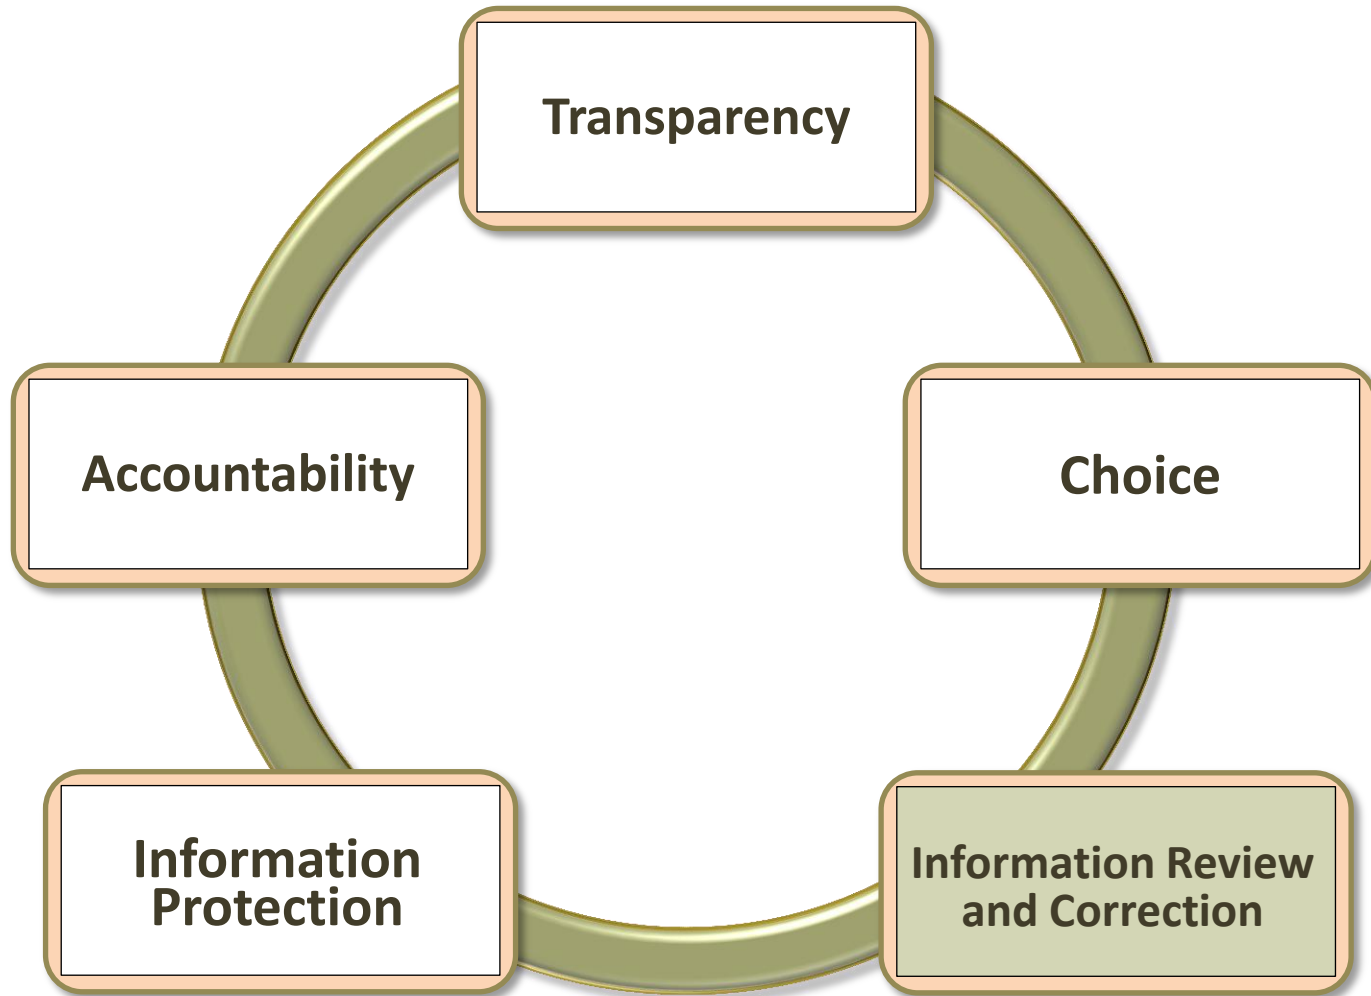 Transparency
Accountability
Choice
Information
Protection
Information Review
and Correction